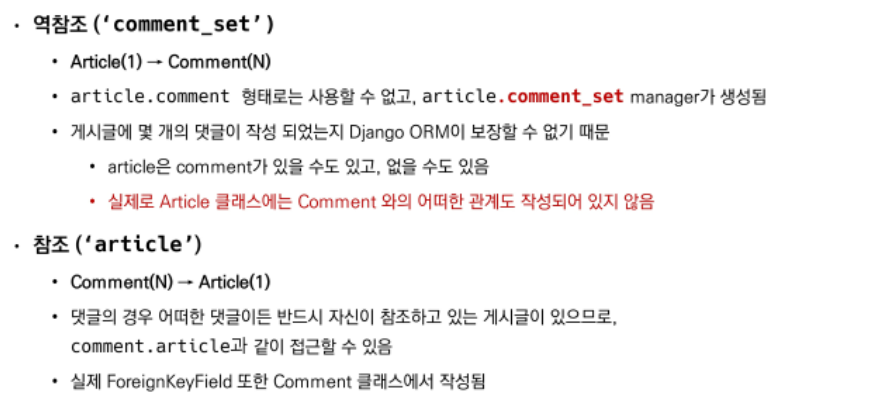 • 역참조 (‘comment_set’)
• Article(1) → Comment(N)
• article.comment 형태로는 사용할 수 없고, article.comment_set manager가 생성됨
• 게시글에 몇 개의 댓글이 작성 되었는지 Django ORM이 보장할 수 없기 때문
• article은 comment가 있을 수도 있고, 없을 수도 있음
• 실제로 Article 클래스에는 Comment 와의 어떠한 관계도 작성되어 있지 않음
• 참조 (‘article’)
• Comment(N) → Article(1)
• 댓글의 경우 어떠한 댓글이든 반드시 자신이 참조하고 있는 게시글이 있으므로,
comment.article과 같이 접근할 수 있음
• 실제 ForeignKeyField 또한 Comment 클래스에서 작성됨